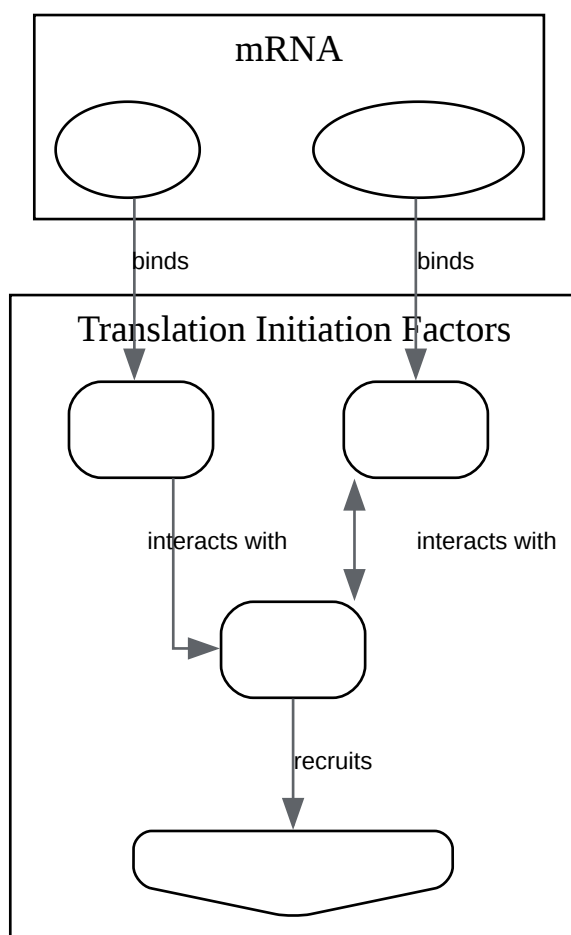 mRNA
binds
binds
Translation Initiation Factors
interacts with
interacts with
recruits